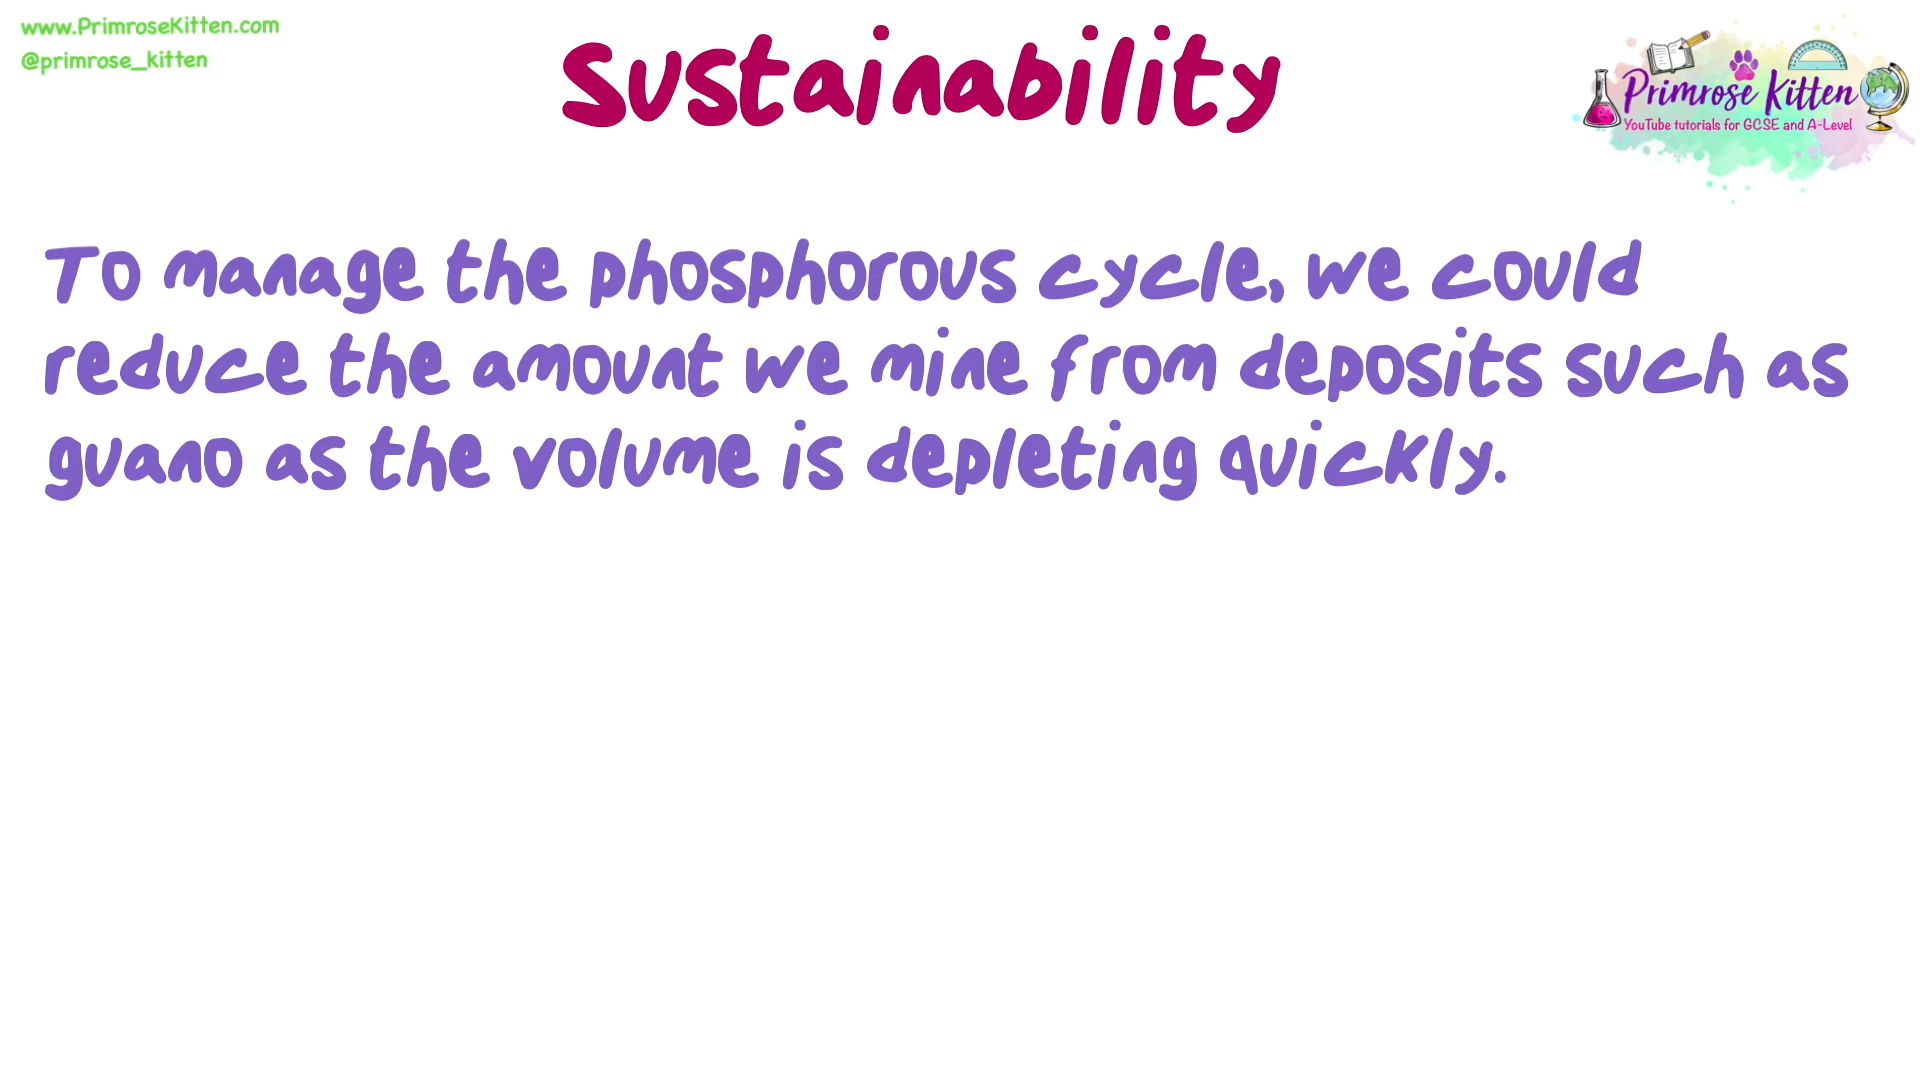 www.PrimroseKitten.com
@primrose_kitten
Sustainability
Primrose Kitten
YouTube tutorials for GCSE and A-Level
To manage the phosphorous cycle, we could
reduce the amount we mine from deposits such as
guano as the volume is depleting quickly.